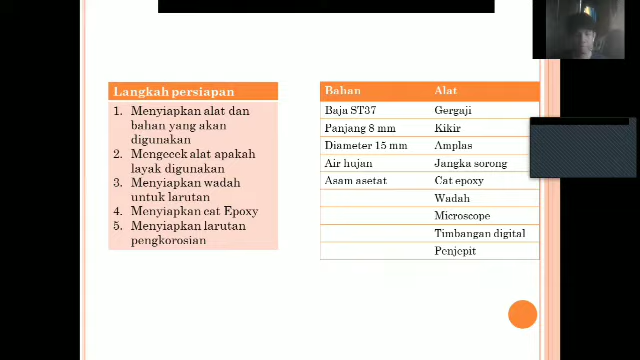 Langkah persiapan
1. Menyiapkan alat dan
bahan yang akan
digunakan
2. Mengecek alat apakah
layak digunakan
3. Menyiapkan wadah
untuk larutan
4. Menyiapkan cat Epoxy
5. Menyiapkan larutan
pengkorosian
Bahan Alat
Baja ST37 Gergaji
Panjang 8 mm Kikir
Diameter 15 mm Amplas
Air hujan Jangka sorong
Asam asetat Cat epoxy
Wadah
Microscope
Timbangan digital
Penjepit